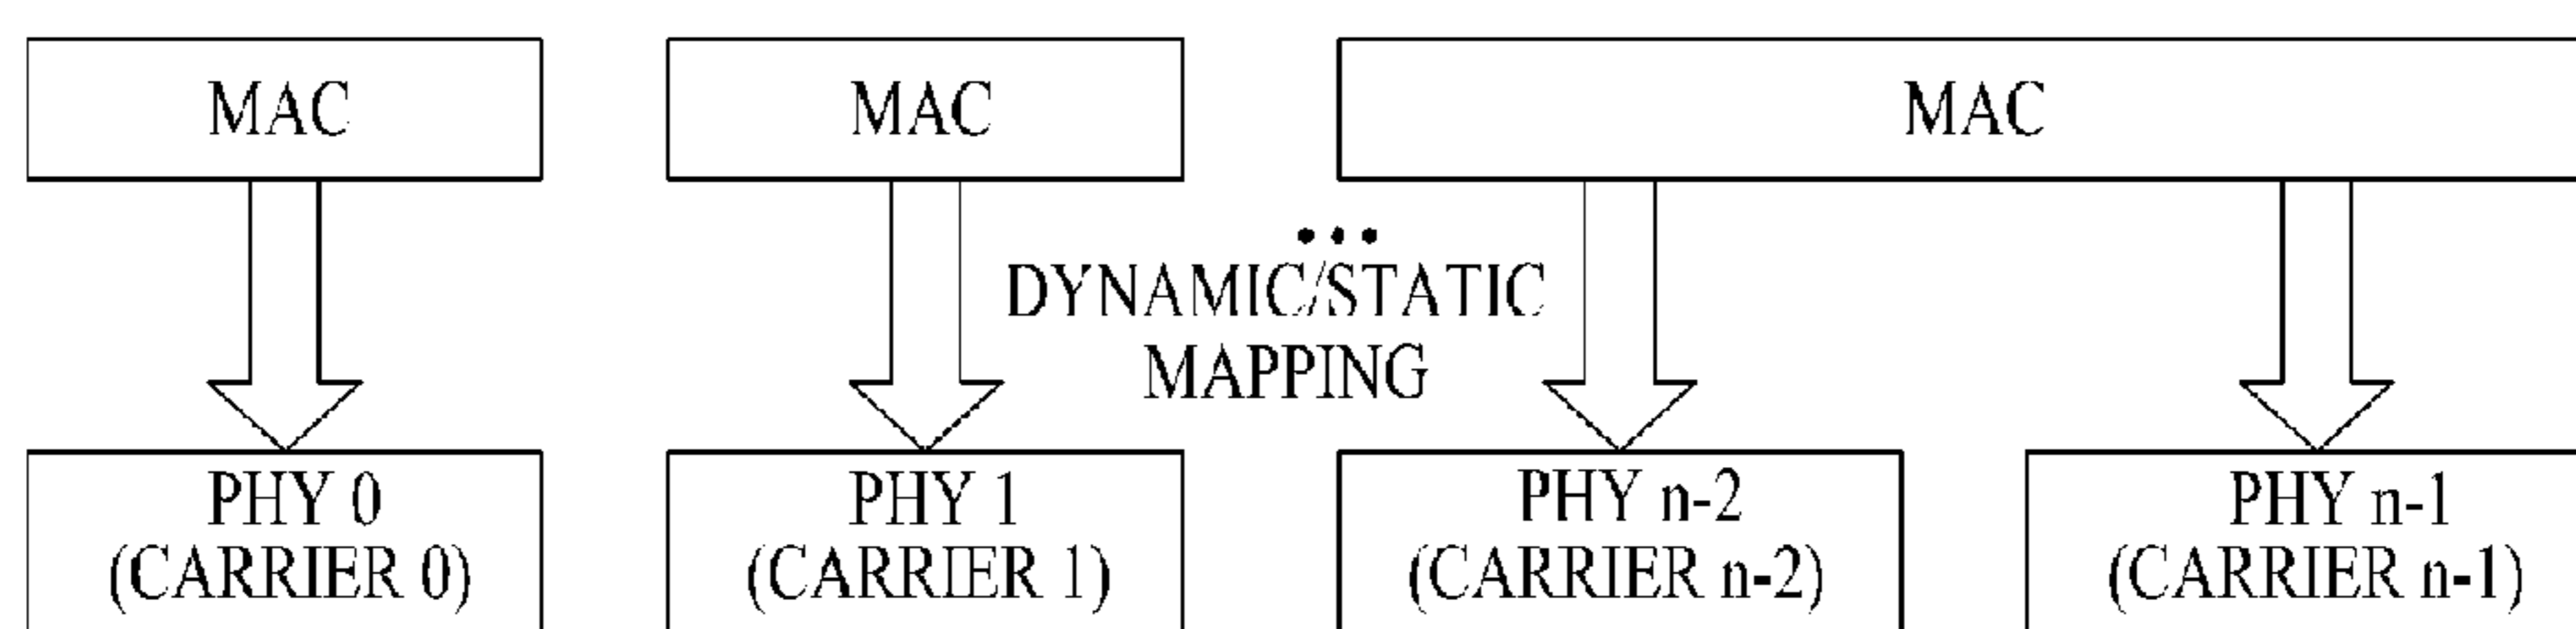 MAC
MAC
MAC
•••
DYNAMIC/STATIC
MAPPING
PHY 0
(CARRIER 0)
PHY 1
(CARRIER 1)
PHY n-2
(CARRIER n-2)
PHY n-1
(CARRIER n-1)